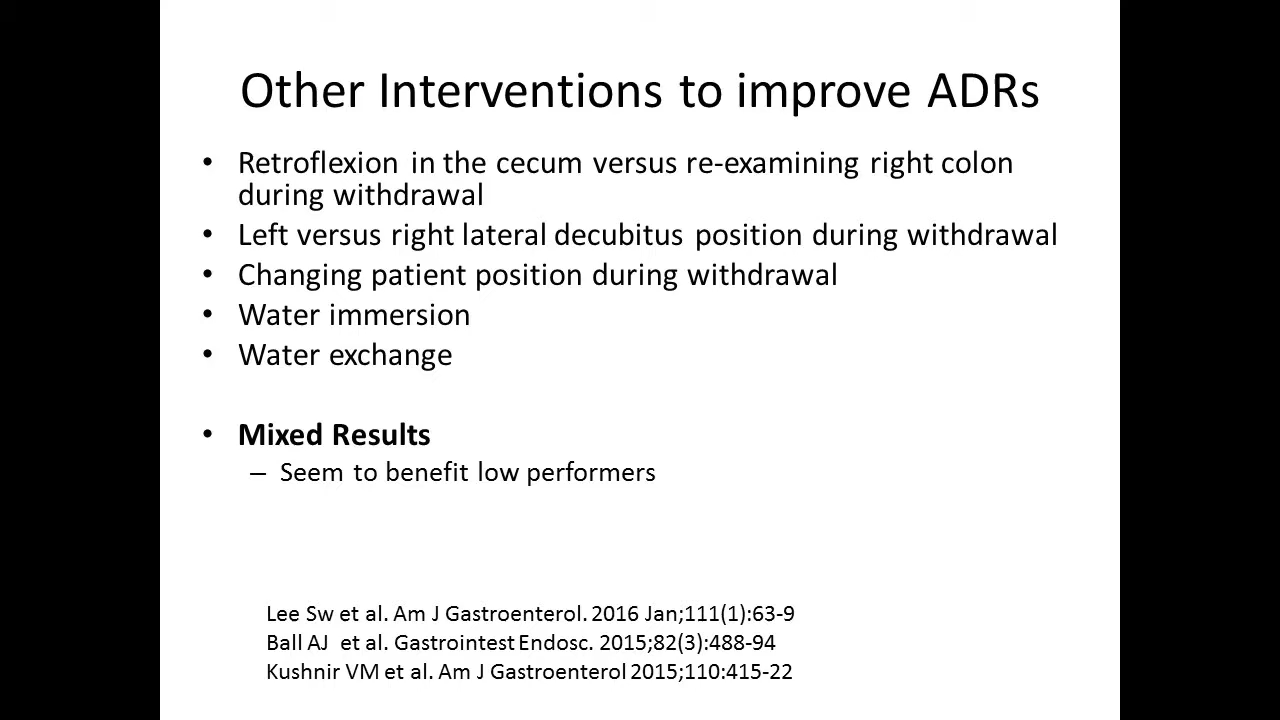 Other Interventions to improve ADRs
• Retroflexion in the cecum versus re-examining right colon
during withdrawal
• Left versus right lateral decubitus position during withdrawal
• Changing patient position during withdrawal
• Water immersion
• Water exchange
• Mixed Results
– Seem to benefit low performers
Lee Sw et al. Am J Gastroenterol. 2016 Jan;111(1):63-9
Ball AJ et al. Gastrointest Endosc. 2015;82(3):488-94
Kushnir VM et al. Am J Gastroenterol 2015;110:415-22